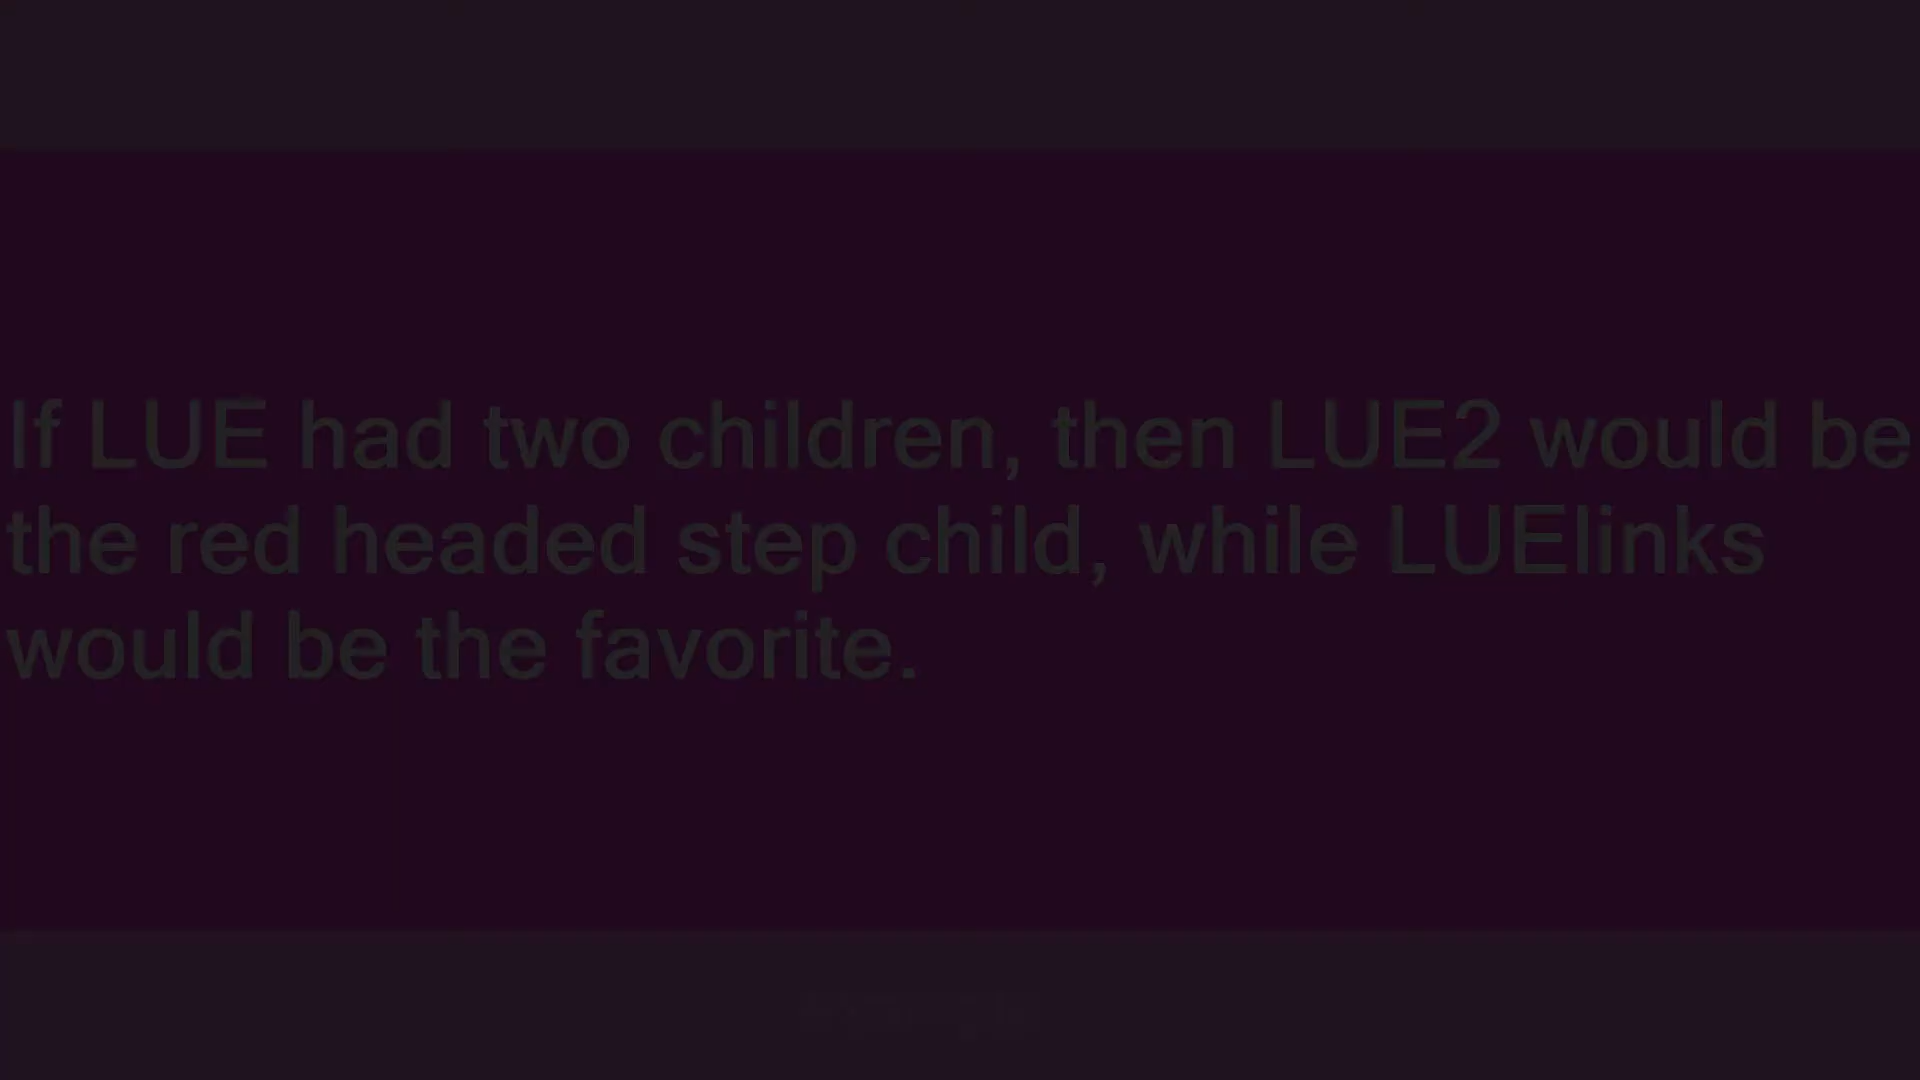 If LUE had two children, then LUE2 would be
the red headed step child, while LUElinks
would be the favorite.